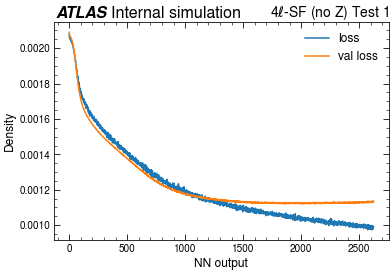 ATLAS Internal simulation 4ℓ-SF (no Z) Test 1
loss
val loss
0.0020
0.0018
0.0016
0.0014
0.0012
0.0010
Density
0 500 1000 1500 2000 2500
NN output